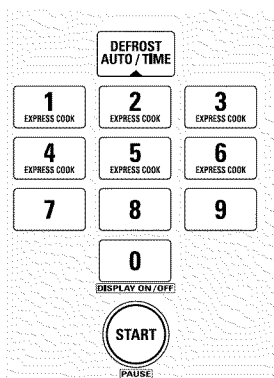 DEFROST
AUTO / TIME
1 2 3
EXPRESS COOK EXPRESS COOK EXPRESS COOK
4 5 6
EXPRESS COOK EXPRESS COOK EXPRESS COOK
7 8 9
0
DISPLAY ON/OFF
START
PAUSE